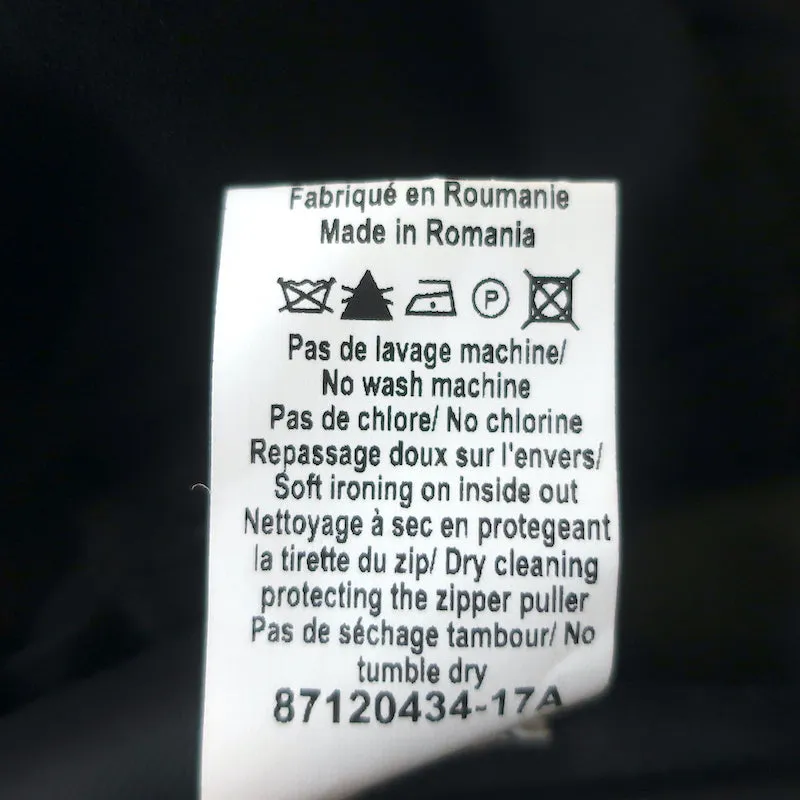 Fabriqué en Roumanie
Made in Romania
P
Pas de lavage machine/
No wash machine
Pas de chlore/ No chlorine
Repassage doux sur l'envers/
Soft ironing on inside out
Nettoyage à sec en protegeant
la tirette du zip/ Dry cleaning
protecting the zipper puller
Pas de séchage tambour/ No
tumble dry
87120434-17A